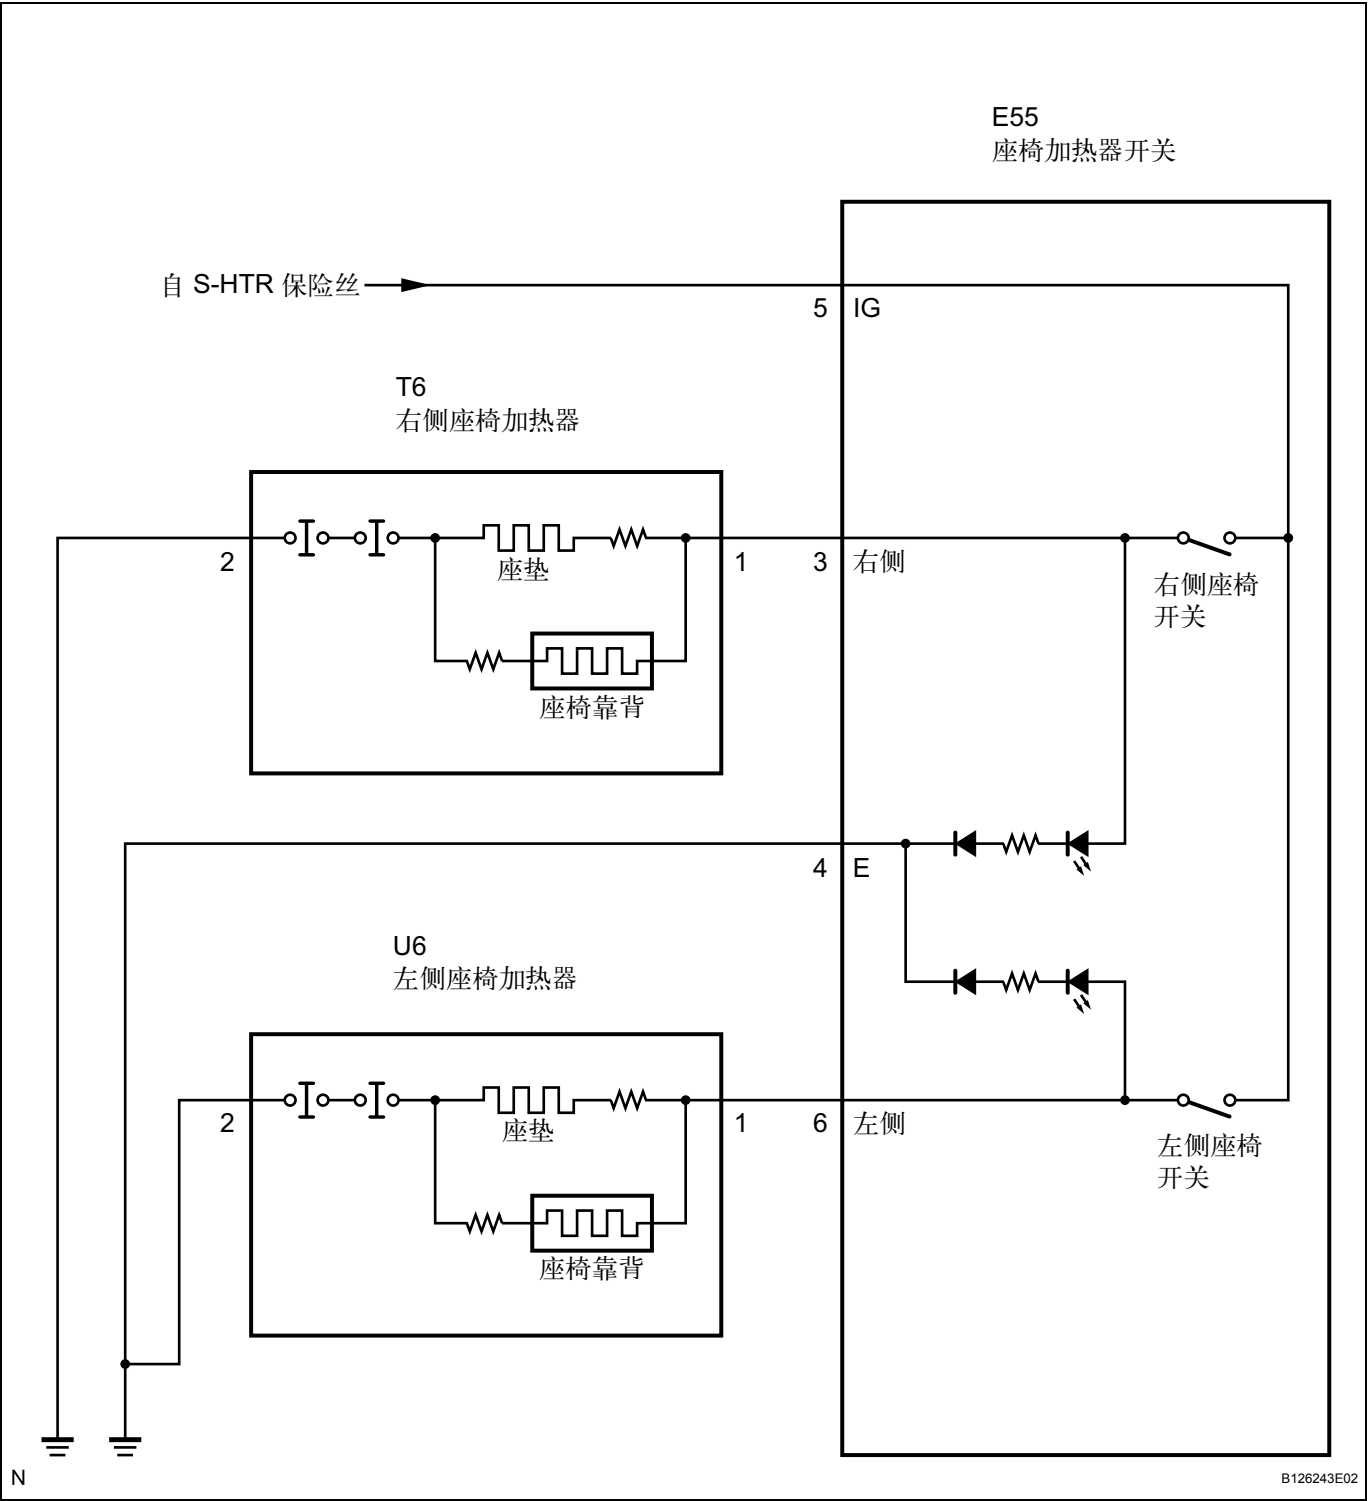 E55
座椅加热器开关
自 S-HTR 保险丝
5 IG
T6
右侧座椅加热器
2
座垫
1
3 右侧
右侧座椅
开关
座椅靠背
4 E
U6
左侧座椅加热器
2
座垫
1
6 左侧
左侧座椅
开关
座椅靠背
N
B126243E02